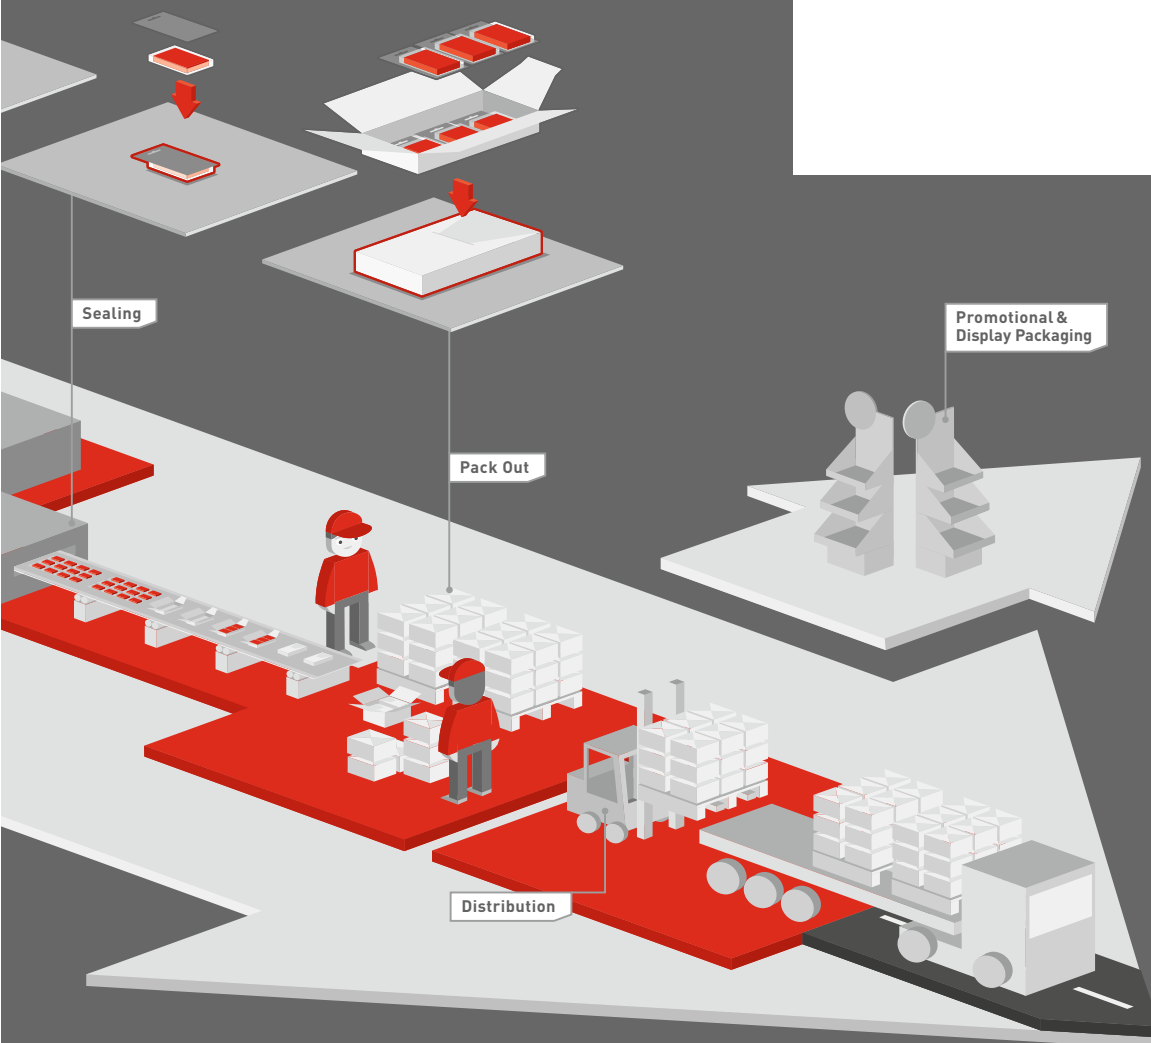 Sealing
Promotional &
Display Packaging
Pack Out
Distribution